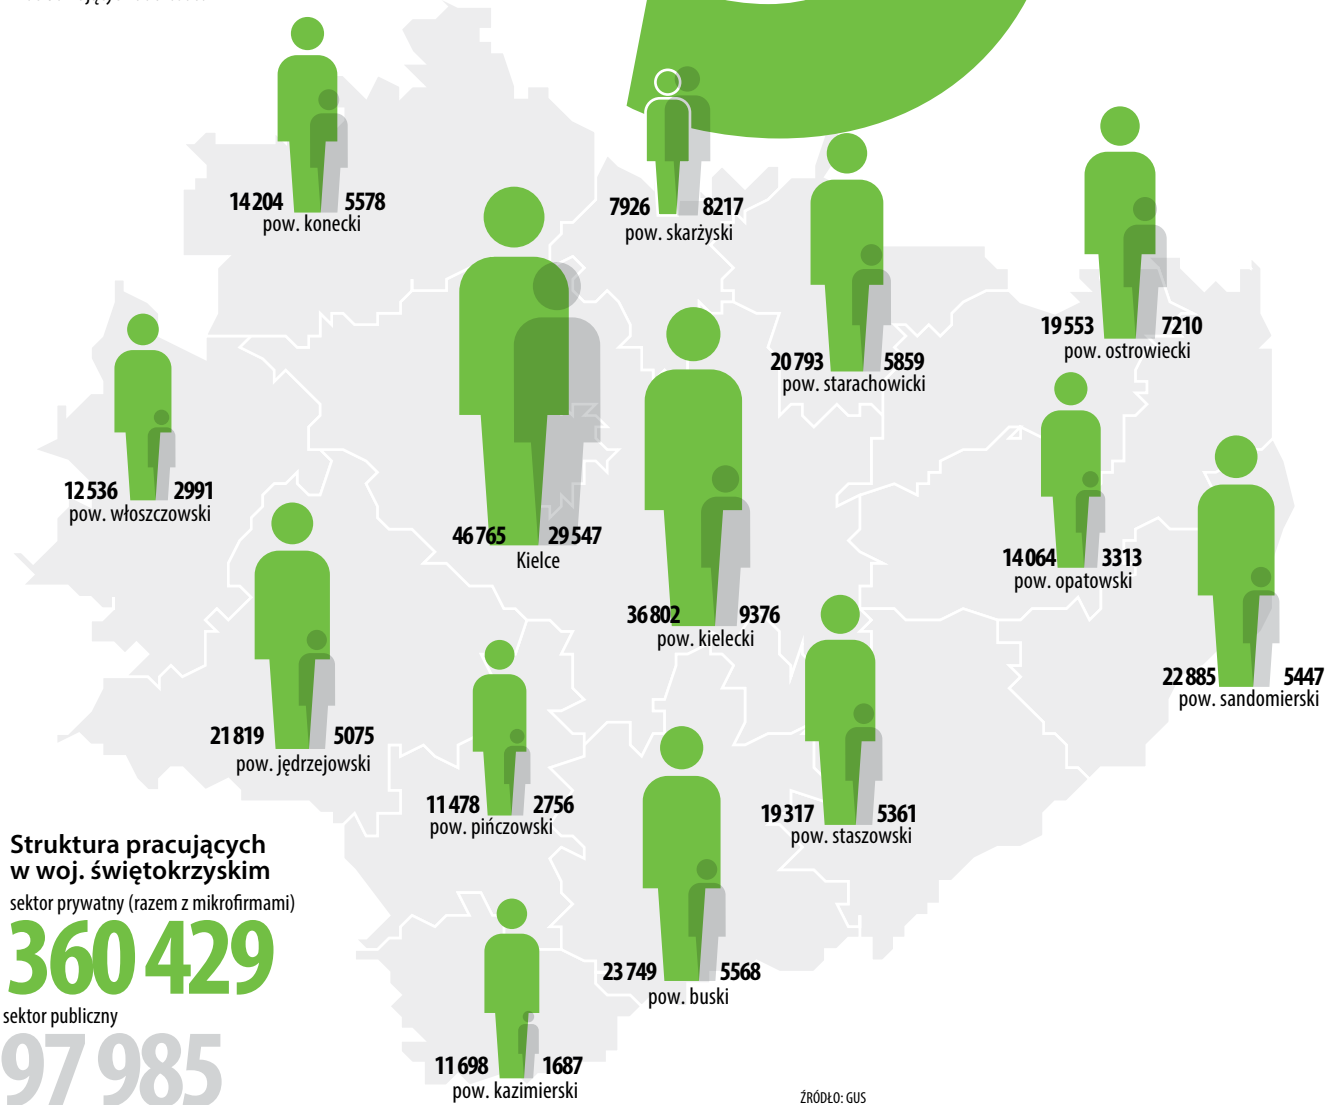 14 204 5578
pow. konecki
7926 8217
pow. skarżyski
19 553 7210
pow. ostrowiecki
20 793 5859
pow. starachowicki
12 536 2991
pow. włoszczowski
46 765 29 547
Kielce
14 064 3313
pow. opatowski
36 802 9376
pow. kielecki
22 885 5447
pow. sandomierski
21 819 5075
pow. jędrzejowski
11 478 2756
pow. pińczowski
19 317 5361
pow. staszowski
23 749 5568
pow. buski
11 698 1687
pow. kazimierski
Struktura pracujących
w woj. świętokrzyskim
sektor prywatny (razem z mikrofirmami)
360 429
sektor publiczny
97 985
ŹRÓDŁO: GUS